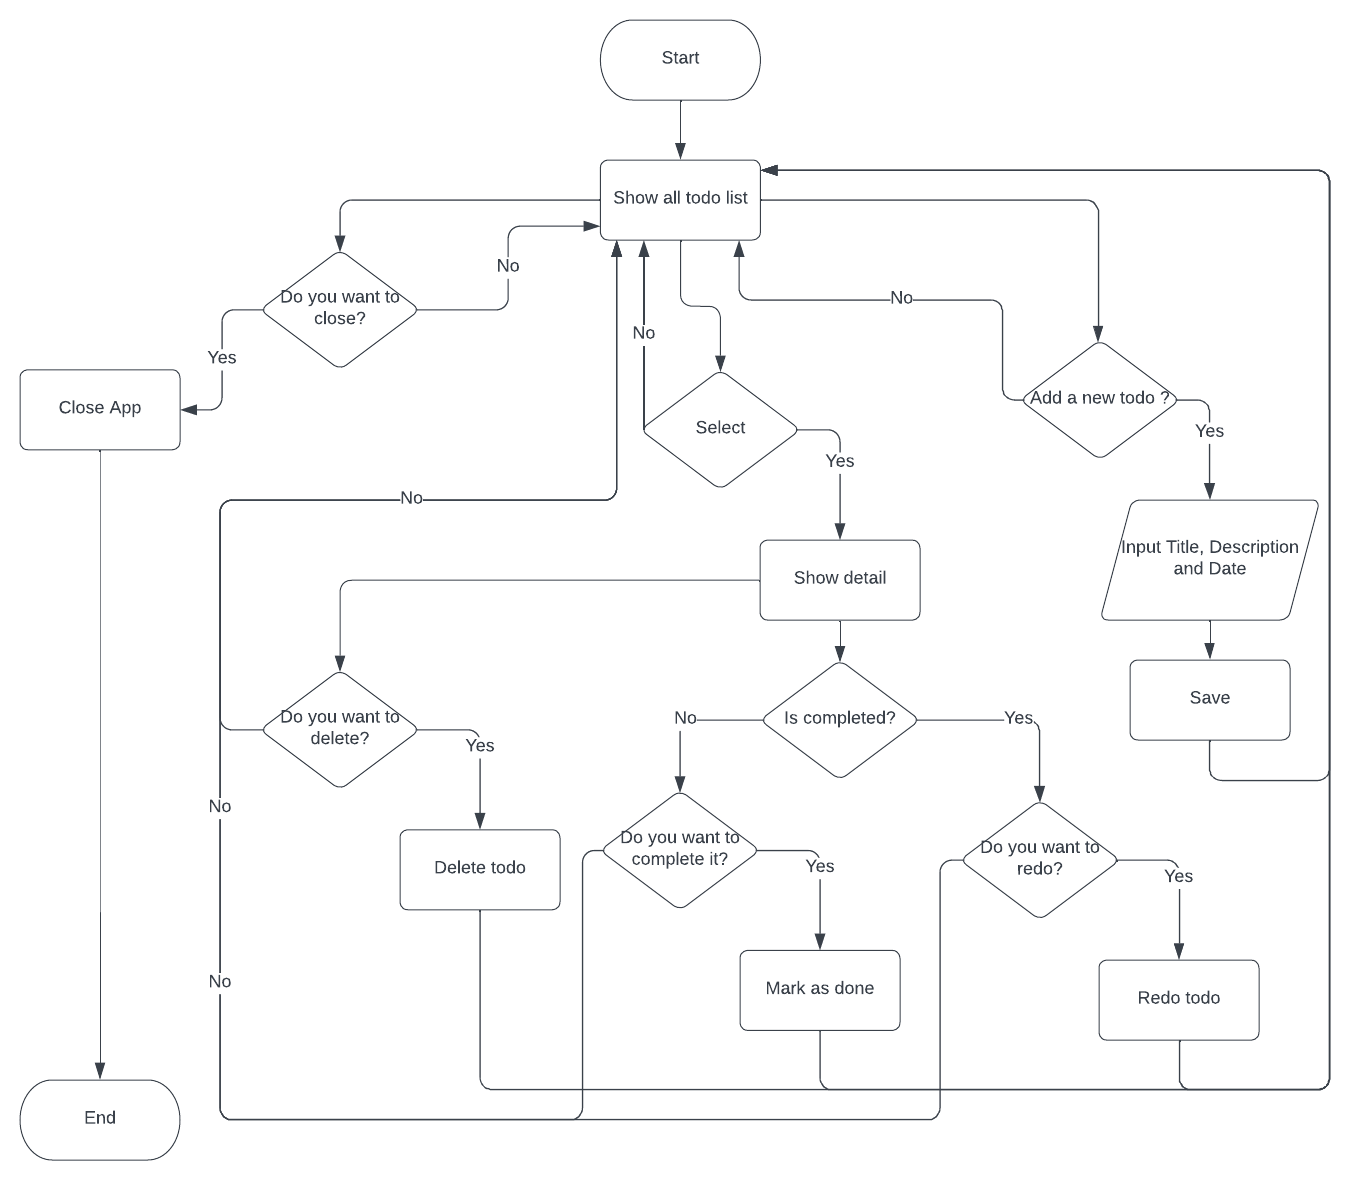 Start
Show all todo list
No
Do you want to
close?
No
No
Yes
Add a new todo ?
Close App
Select
Yes
Yes
No
Input Title, Description
and Date
Show detail
Save
Do you want to
delete?
Is completed?
No
Yes
Yes
No
Do you want to
complete it?
Do you want to
redo?
Yes
Yes
Delete todo
No
Mark as done
Redo todo
End